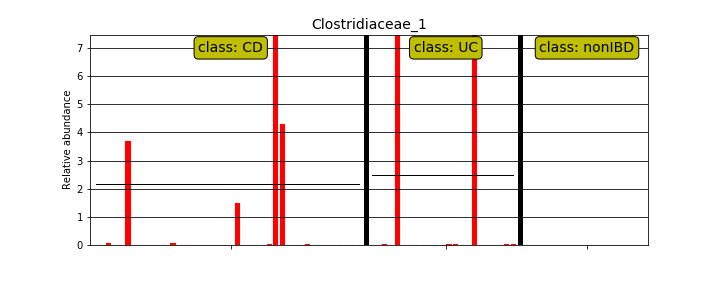 Clostridiaceae_1
class: CD
class: UC
class: nonIBD
Relative abundance
7
6
5
4
3
2
1
0